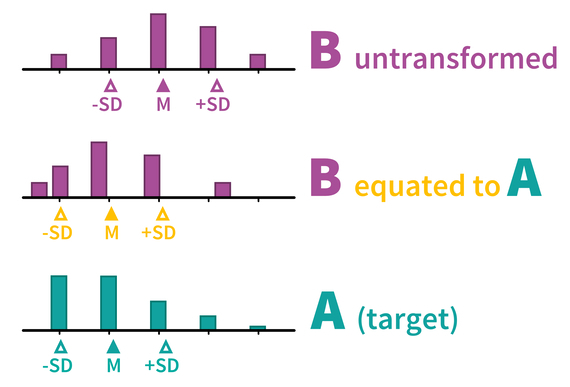 B untransformed
-SD M +SD
B equated to A
-SD M +SD
A (target)
-SD M +SD